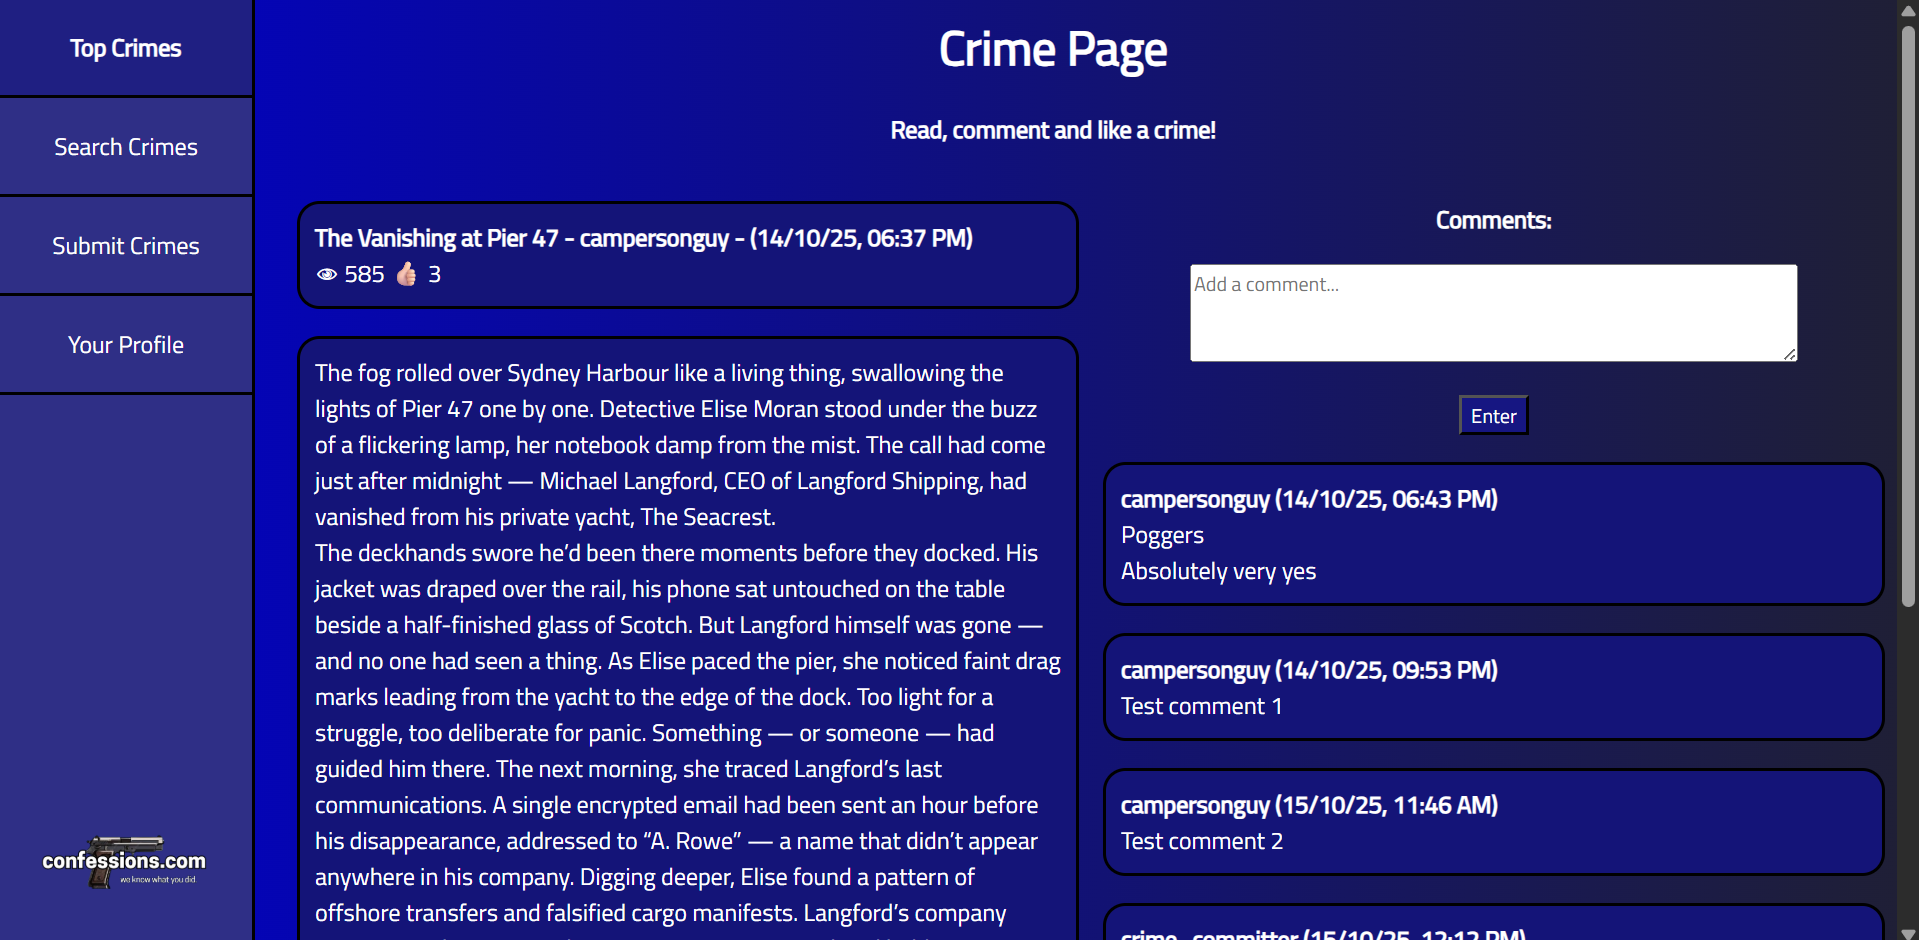 Top Crimes
Search Crimes
Submit Crimes
Your Profile
confessions.com
we know what you did.
Crime Page
Read, comment and like a crime!
The Vanishing at Pier 47 - campersonguy - (14/10/25, 06:37 PM)
585 3
The fog rolled over Sydney Harbour like a living thing, swallowing the
lights of Pier 47 one by one. Detective Elise Moran stood under the buzz
of a flickering lamp, her notebook damp from the mist. The call had come
just after midnight — Michael Langford, CEO of Langford Shipping, had
vanished from his private yacht, The Seacrest.
The deckhands swore he’d been there moments before they docked. His
jacket was draped over the rail, his phone sat untouched on the table
beside a half-finished glass of Scotch. But Langford himself was gone —
and no one had seen a thing. As Elise paced the pier, she noticed faint drag
marks leading from the yacht to the edge of the dock. Too light for a
struggle, too deliberate for panic. Something — or someone — had
guided him there. The next morning, she traced Langford’s last
communications. A single encrypted email had been sent an hour before
his disappearance, addressed to “A. Rowe” — a name that didn’t appear
anywhere in his company. Digging deeper, Elise found a pattern of
offshore transfers and falsified cargo manifests. Langford’s company
Comments:
Add a comment...
Enter
campersonguy (14/10/25, 06:43 PM)
Poggers
Absolutely very yes
campersonguy (14/10/25, 09:53 PM)
Test comment 1
campersonguy (15/10/25, 11:46 AM)
Test comment 2
crime_committer (15/10/25, 12:12 PM)